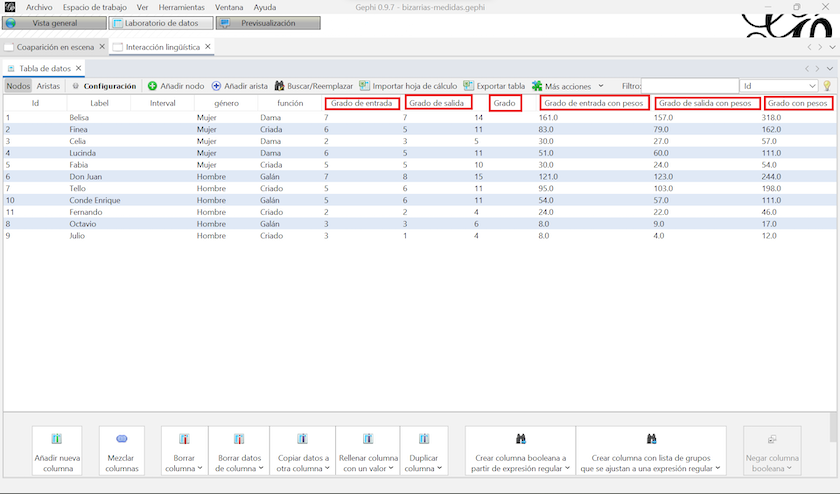 Archivo Espacio de trabajo Ver Herramientas Ventana Ayuda Gephi 0.9.7 - bizarrias-medidas.gephi
Vista general Laboratorio de datos Previsualización
Coaparición en escena Interacción lingüística
Tabla de datos
Nodos Aristas Configuración Añadir nodo Añadir arista Buscar/Reemplazar Importar hoja de cálculo Exportar tabla Más acciones Filtro: Id
Id Label Interval género función Grado de entrada Grado de salida Grado Grado de entrada con pesos Grado de salida con pesos Grado con pesos
1 Belisa Mujer Dama 7 7 14 161.0 157.0 318.0
2 Finea Mujer Criada 6 5 11 83.0 79.0 162.0
3 Celia Mujer Dama 2 3 5 30.0 27.0 57.0
4 Lucinda Mujer Dama 6 5 11 51.0 60.0 111.0
5 Fabia Mujer Criada 5 5 10 30.0 24.0 54.0
6 Don Juan Hombre Galán 7 8 15 121.0 123.0 244.0
7 Tello Hombre Criado 5 6 11 95.0 103.0 198.0
10 Conde Enrique Hombre Galán 5 6 11 54.0 57.0 111.0
11 Fernando Hombre Criado 2 2 4 24.0 22.0 46.0
8 Octavio Hombre Galán 3 3 6 8.0 9.0 17.0
9 Julio Hombre Criado 3 1 4 8.0 4.0 12.0
Añadir nueva columna
Mezclar columnas
Borrar columna
Borrar datos de columna
Copiar datos a otra columna
Rellenar columna con un valor
Duplicar columna
Crear columna booleana a partir de expresión regular
Crear columna con lista de grupos que se ajustan a una expresión regular
Negar columna booleana